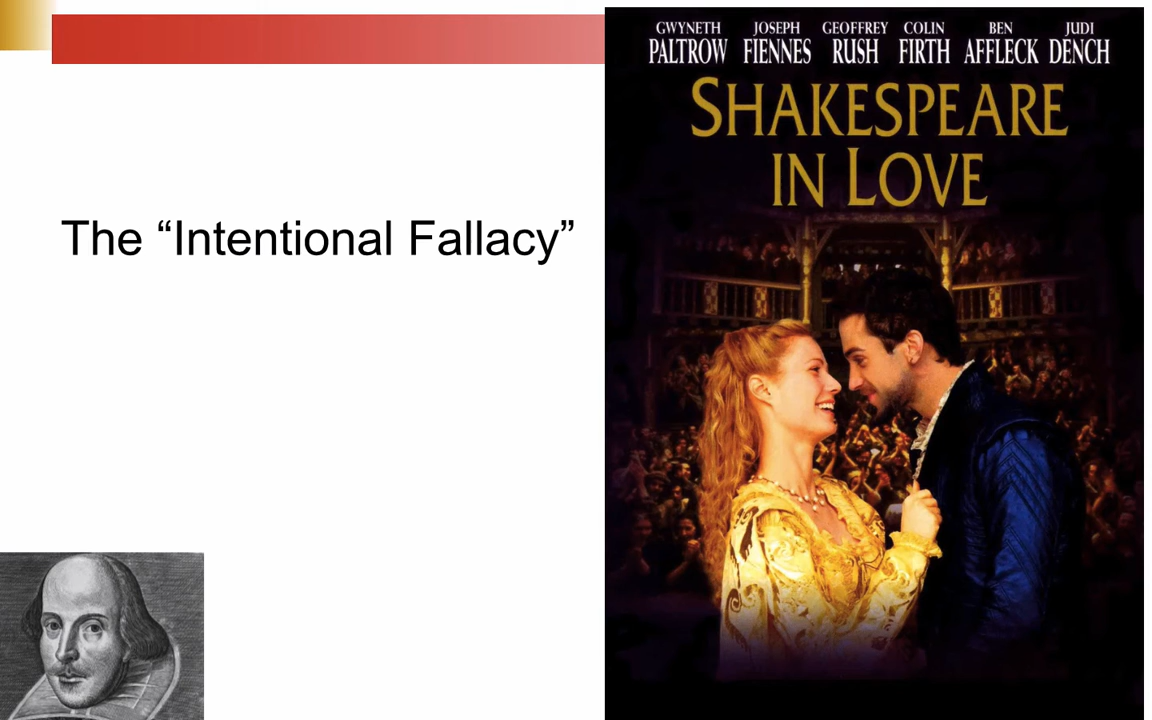 The “Intentional Fallacy”
GWYNETH PALTROW JOSEPH FIENNES GEOFFREY RUSH COLIN FIRTH BEN AFFLECK JUDI DENCH
SHAKESPEARE
IN LOVE